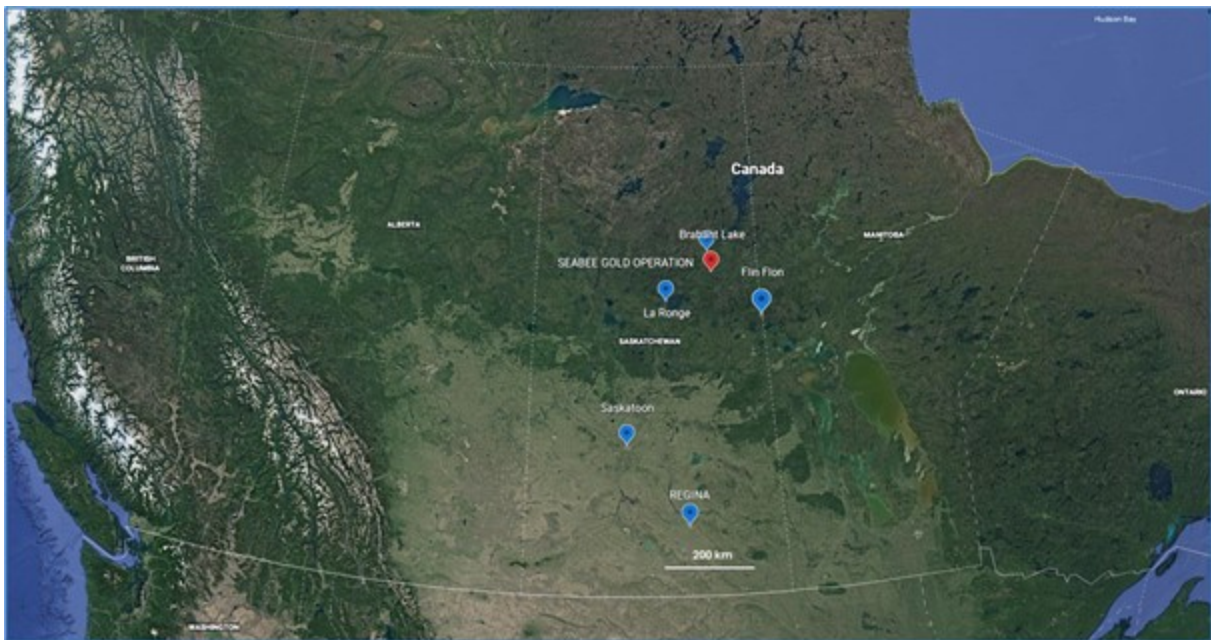 Hudson Bay
Canada
ALBERTA
Brabant Lake
MANITOBA
BRITISH
COLUMBIA
SEABEE GOLD OPERATION
Flin Flon
La Ronge
SASKATCHEWAN
ONTARIO
Saskatoon
REGINA
200 km
WASHINGTON